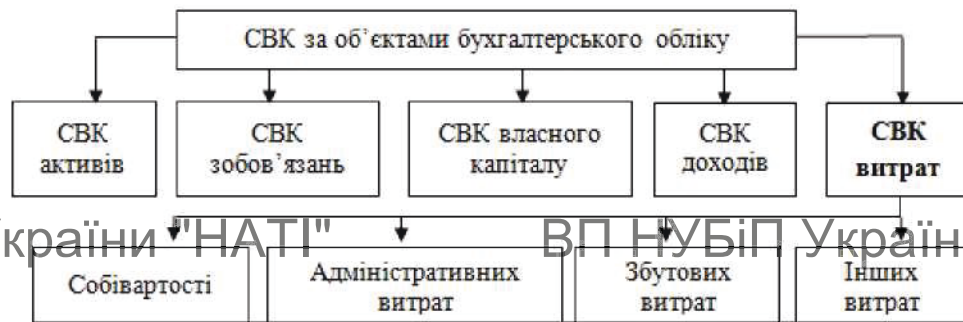 СВК за об’єктами бухгалтерського обліку
СВК
активів
СВК
зобов’язань
СВК власного
капіталу
СВК
доходів
СВК
витрат
країни "НАТІ"
ВП НУБіП Україн
Собівартості
Адміністративних
витрат
Збутових
витрат
Інших
витрат